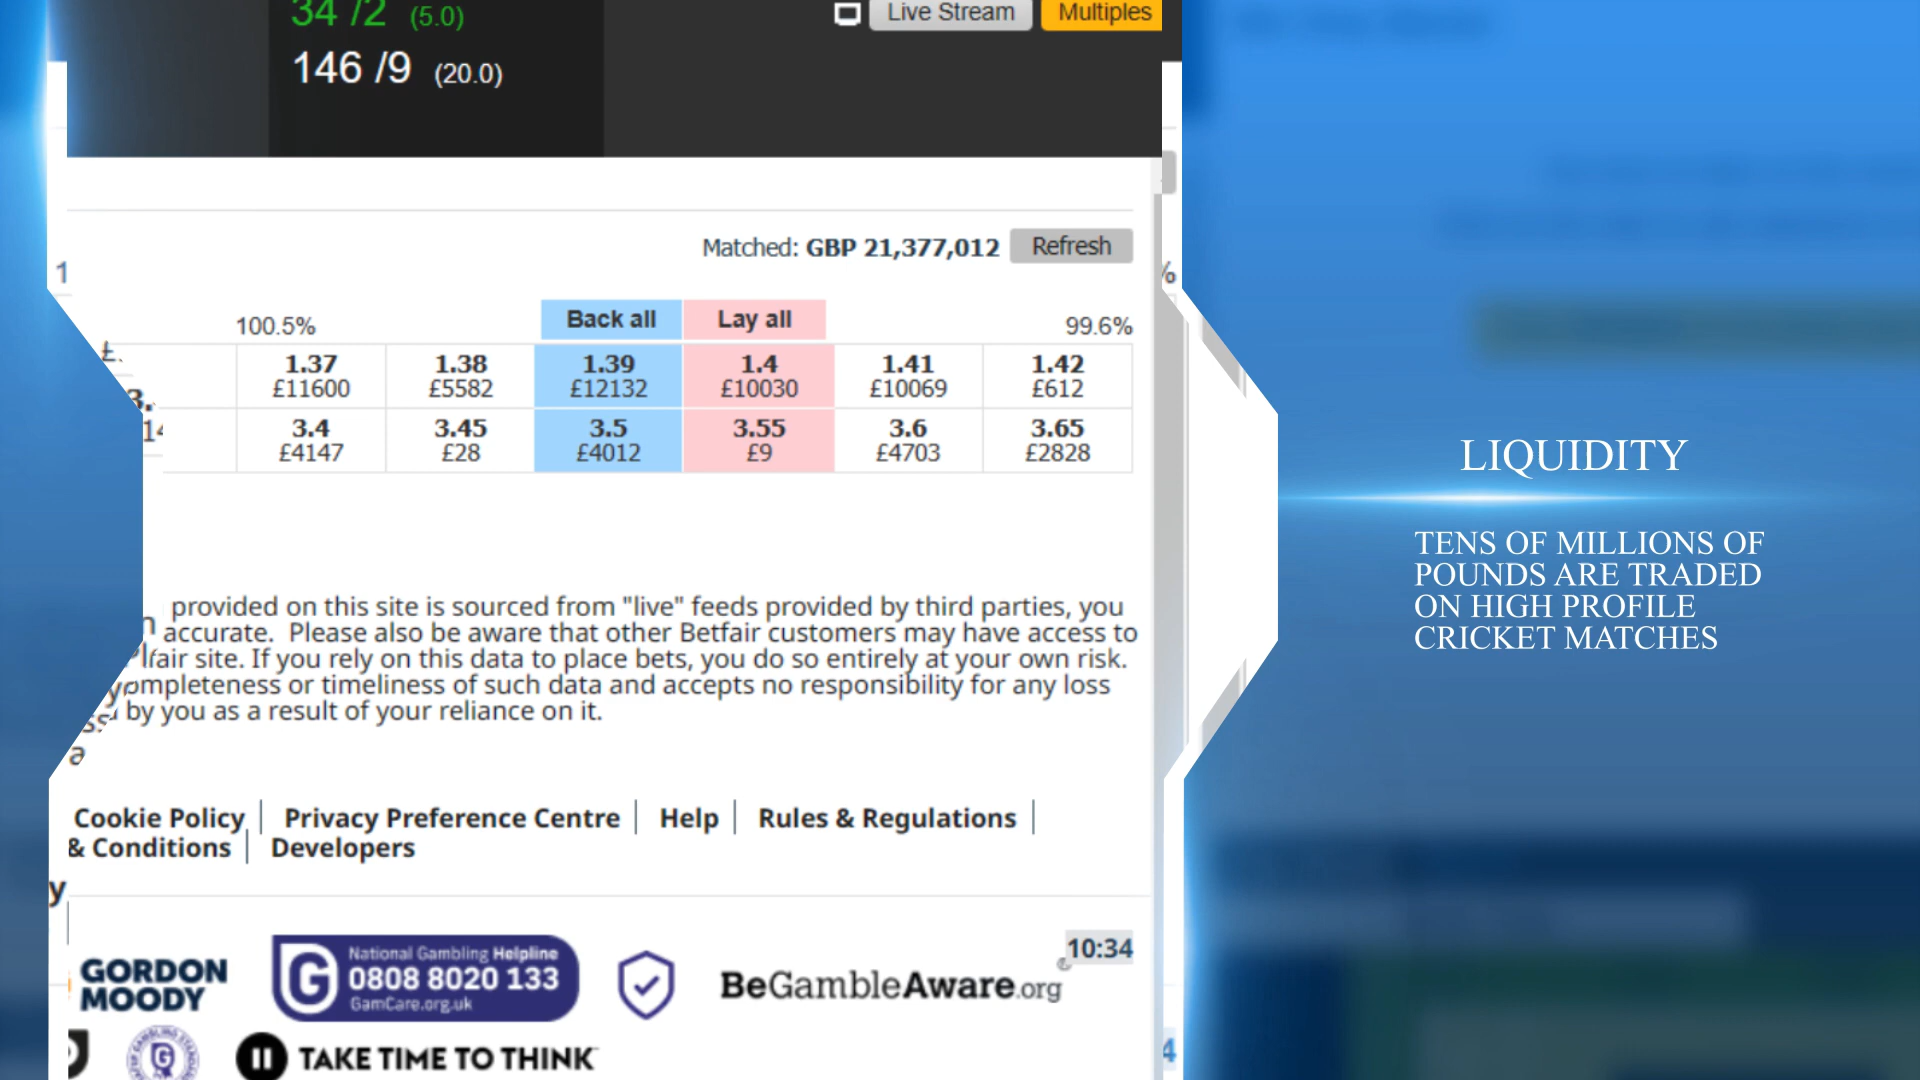 34 /2 (5.0)
146 /9 (20.0)
Live Stream
Multiples
Matched: GBP 21,377,012
Refresh
100.5%
Back all
Lay all
99.6%
1.37 1.38 1.39 1.4 1.41 1.42
£11600 £5582 £12132 £10030 £10069 £612
3.4 3.45 3.5 3.55 3.6 3.65
£4147 £28 £4012 £9 £4703 £2828
provided on this site is sourced from "live" feeds provided by third parties, you
accurate. Please also be aware that other Betfair customers may have access to
fair site. If you rely on this data to place bets, you do so entirely at your own risk.
mpleteness or timeliness of such data and accepts no responsibility for any loss
by you as a result of your reliance on it.
Cookie Policy
Privacy Preference Centre
Help
Rules & Regulations
& Conditions
Developers
GORDON
MOODY
National Gambling Helpline
0808 8020 133
GamCare.org.uk
BeGambleAware.org
10:34
TAKE TIME TO THINK
LIQUIDITY
TENS OF MILLIONS OF
POUNDS ARE TRADED
ON HIGH PROFILE
CRICKET MATCHES